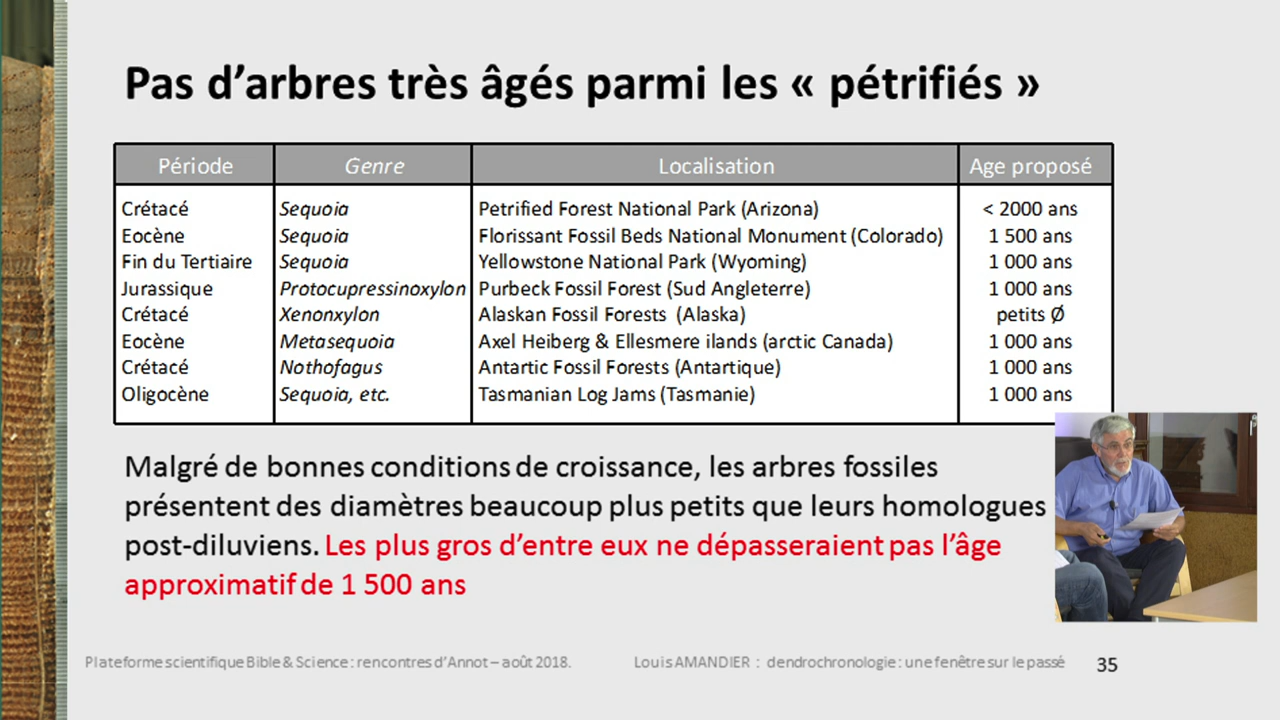 Pas d’arbres très âgés parmi les « pétrifiés »
Période Genre Localisation Age proposé
Crétacé Sequoia Petrified Forest National Park (Arizona) < 2000 ans
Eocène Sequoia Florissant Fossil Beds National Monument (Colorado) 1 500 ans
Fin du Tertiaire Sequoia Yellowstone National Park (Wyoming) 1 000 ans
Jurassique Protocupressinoxylon Purbeck Fossil Forest (Sud Angleterre) 1 000 ans
Crétacé Xenonxylon Alaskan Fossil Forests (Alaska) petits Ø
Eocène Metasequoia Axel Heiberg & Ellesmere ilands (arctic Canada) 1 000 ans
Crétacé Nothofagus Antartic Fossil Forests (Antartique) 1 000 ans
Oligocène Sequoia, etc. Tasmanian Log Jams (Tasmanie) 1 000 ans
Malgré de bonnes conditions de croissance, les arbres fossiles
présentent des diamètres beaucoup plus petits que leurs homologues
post-diluviens. Les plus gros d’entre eux ne dépasseraient pas l’âge
approximatif de 1 500 ans
Plateforme scientifique Bible & Science : rencontres d’Annot – août 2018. Louis AMANDIER : dendrochronologie : une fenêtre sur le passé 35